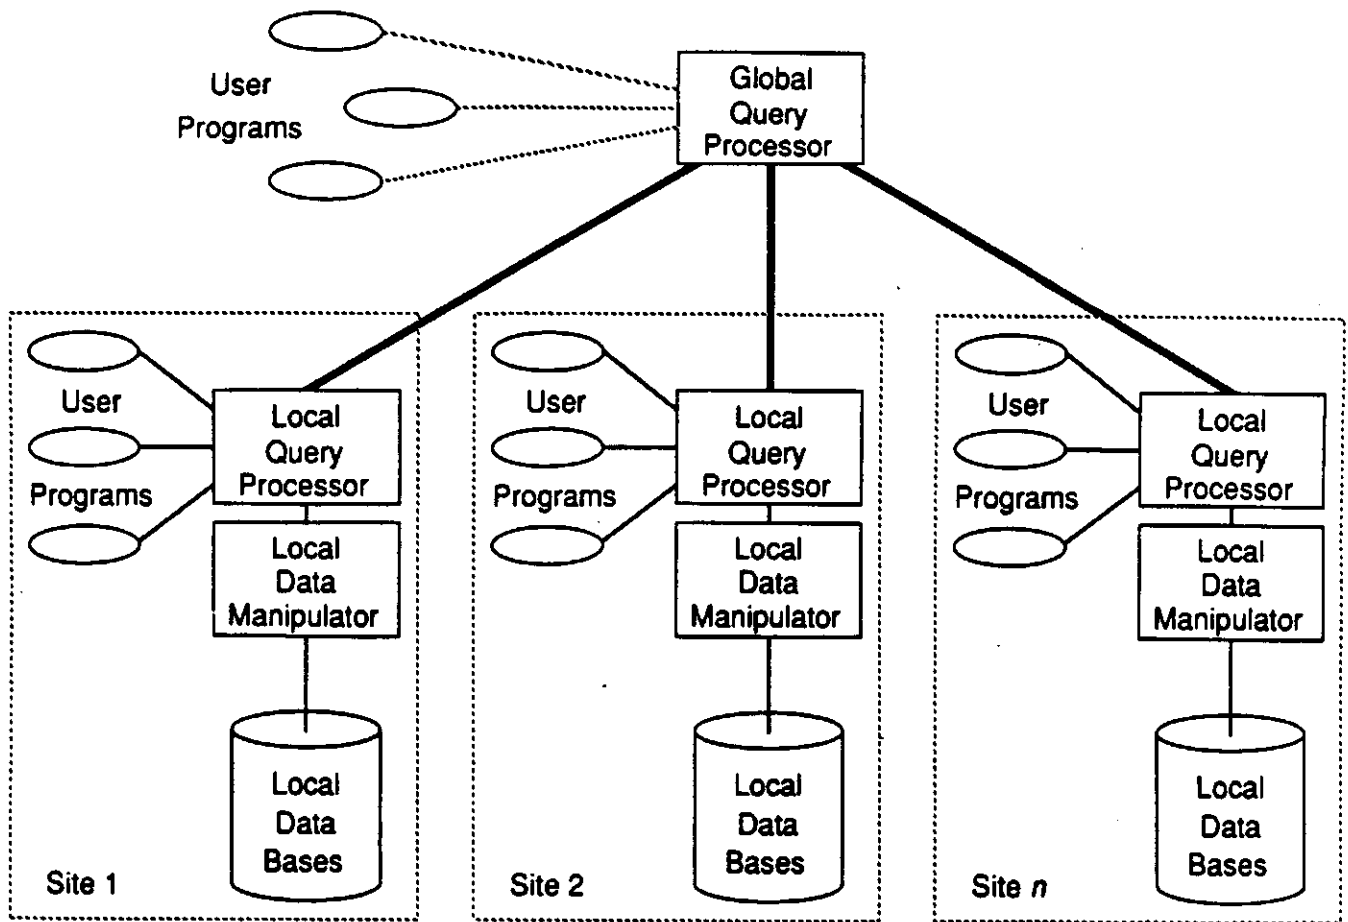 User
Programs
Global
Query
Processor
User
Programs
Local
Query
Processor
Local
Data
Manipulator
Local
Data
Bases
Site 1
User
Programs
Local
Query
Processor
Local
Data
Manipulator
Local
Data
Bases
Site 2
User
Programs
Local
Query
Processor
Local
Data
Manipulator
Local
Data
Bases
Site n